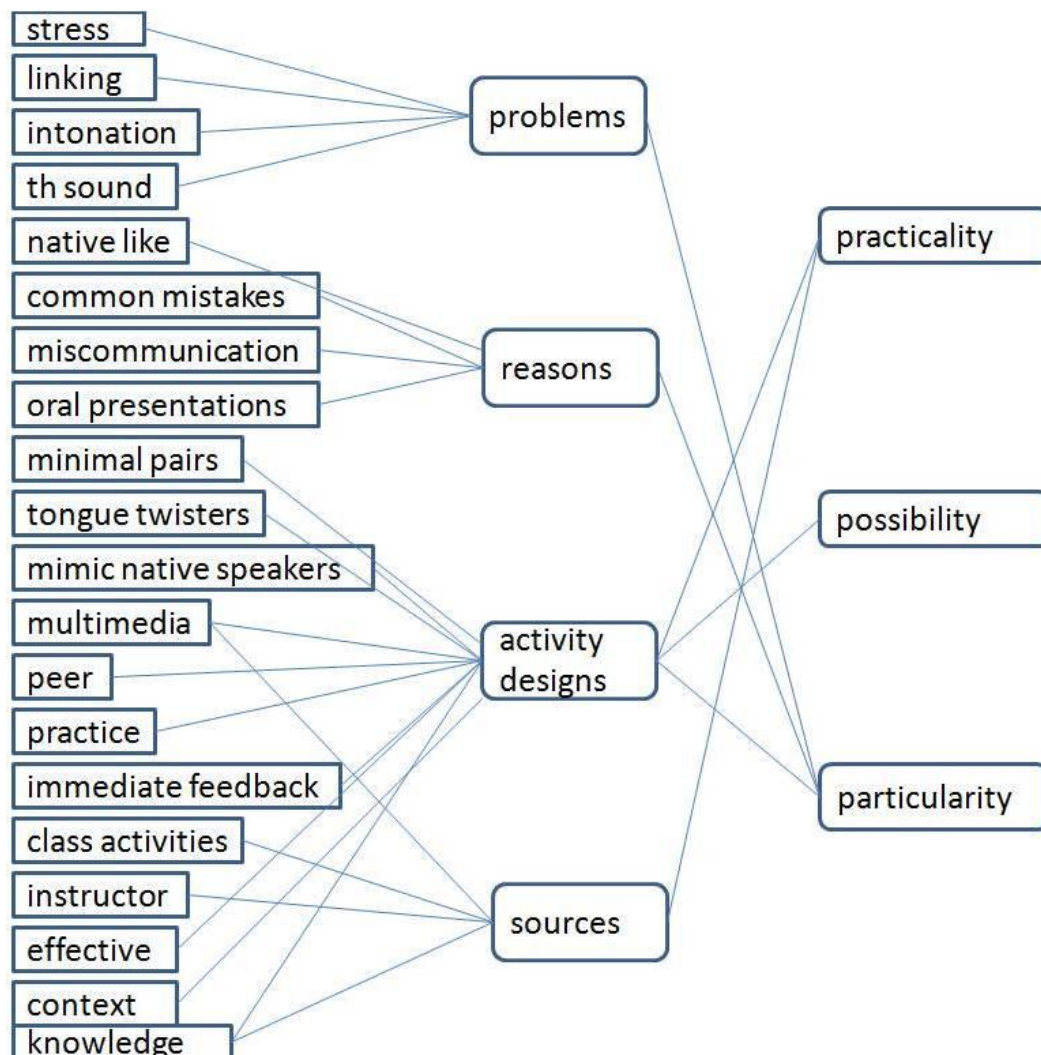 stress
linking
intonation
th sound
native like
common mistakes
miscommunication
oral presentations
minimal pairs
tongue twisters
mimic native speakers
multimedia
peer
practice
immediate feedback
class activities
instructor
effective
context
knowledge
problems
reasons
activity
designs
sources
practicality
possibility
particularity